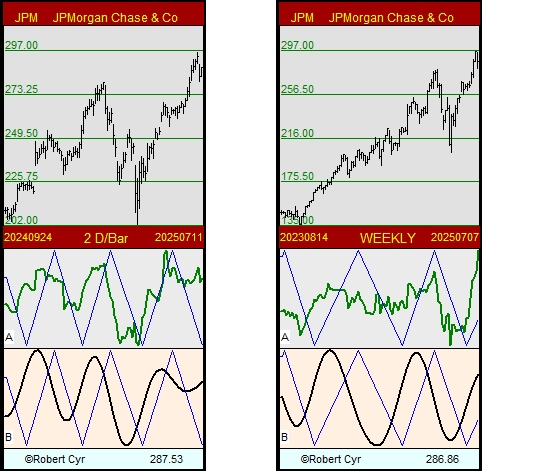 JPM JPMorgan Chase & Co
297.00
273.25
249.50
225.75
202.00
20240924 2 D/Bar 20250711
A
B
©Robert Cyr 287.53
JPM JPMorgan Chase & Co
297.00
256.50
216.00
175.50
20230814 WEEKLY 20250707
A
B
©Robert Cyr 286.86